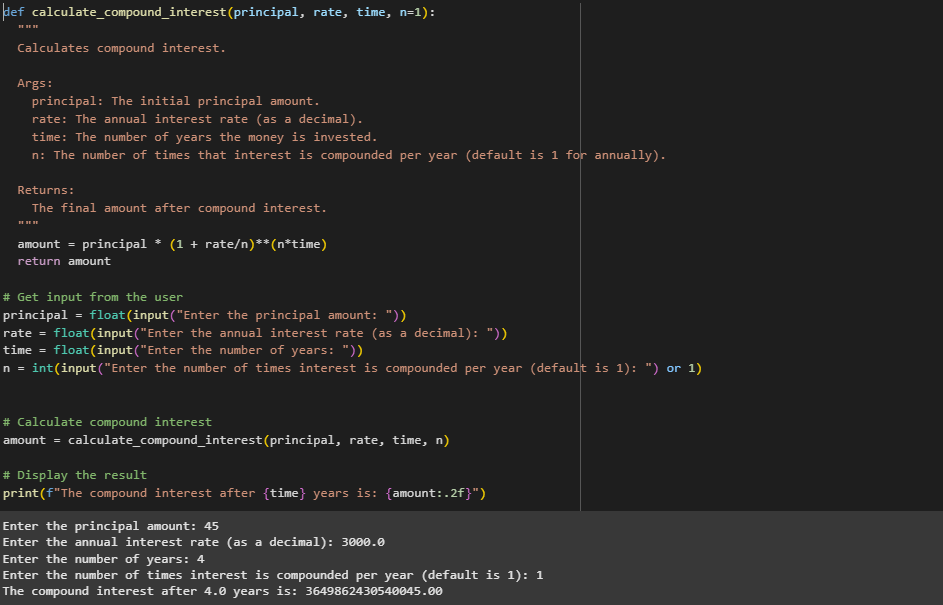 def calculate_compound_interest(principal, rate, time, n=1):
"""
Calculates compound interest.
Args:
principal: The initial principal amount.
rate: The annual interest rate (as a decimal).
time: The number of years the money is invested.
n: The number of times that interest is compounded per year (default is 1 for annually).
Returns:
The final amount after compound interest.
"""
amount = principal * (1 + rate/n)**(n*time)
return amount
# Get input from the user
principal = float(input("Enter the principal amount: "))
rate = float(input("Enter the annual interest rate (as a decimal): "))
time = float(input("Enter the number of years: "))
n = int(input("Enter the number of times interest is compounded per year (default is 1): ") or 1)
# Calculate compound interest
amount = calculate_compound_interest(principal, rate, time, n)
# Display the result
print(f"The compound interest after {time} years is: {amount:.2f}")
Enter the principal amount: 45
Enter the annual interest rate (as a decimal): 3000.0
Enter the number of years: 4
Enter the number of times interest is compounded per year (default is 1): 1
The compound interest after 4.0 years is: 3649862430540045.00